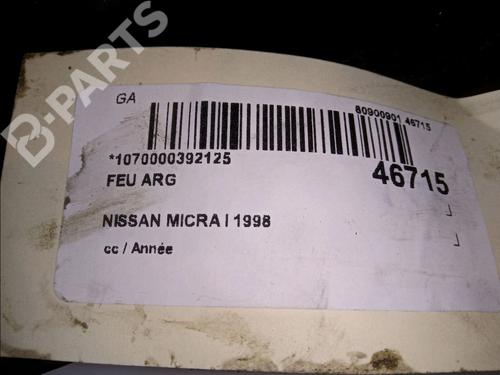 B-PARTS
GA
80900901 46715
*1070000392125
46715
FEU ARG
NISSAN MICRA I 1998
cc / Année